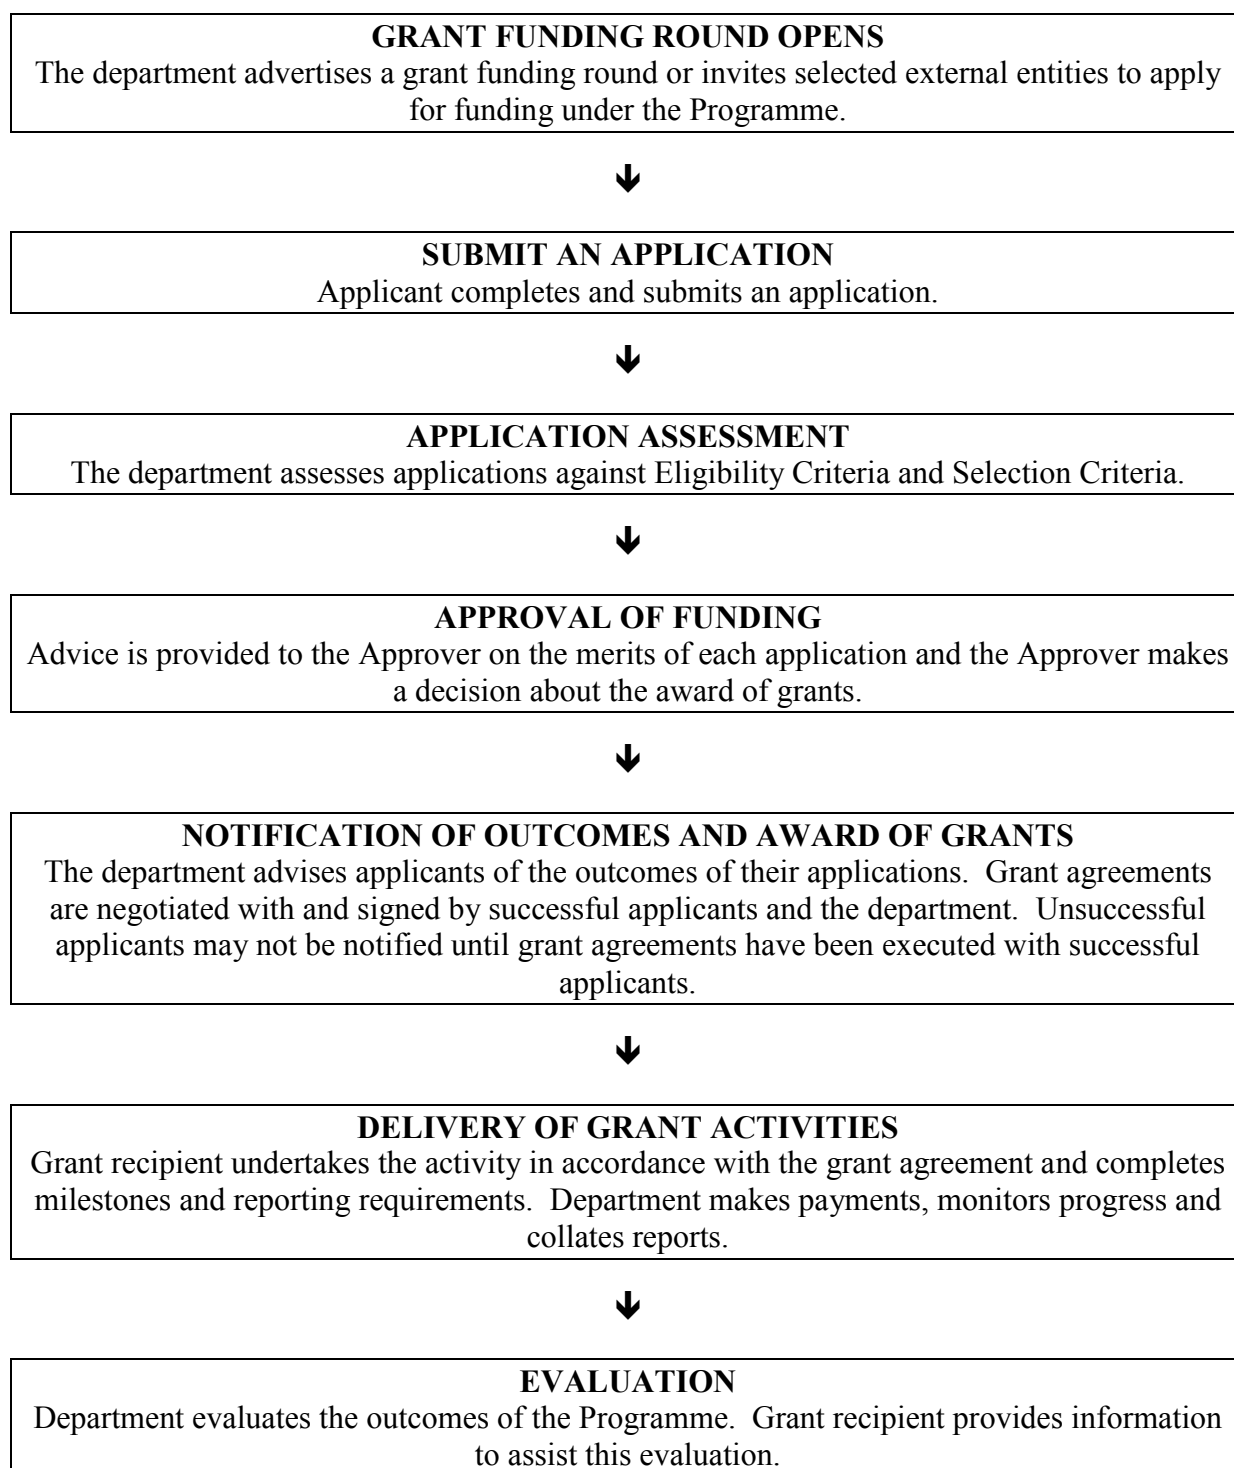 GRANT FUNDING ROUND OPENS
The department advertises a grant funding round or invites selected external entities to apply
for funding under the Programme.
SUBMIT AN APPLICATION
Applicant completes and submits an application.
APPLICATION ASSESSMENT
The department assesses applications against Eligibility Criteria and Selection Criteria.
APPROVAL OF FUNDING
Advice is provided to the Approver on the merits of each application and the Approver makes
a decision about the award of grants.
NOTIFICATION OF OUTCOMES AND AWARD OF GRANTS
The department advises applicants of the outcomes of their applications.  Grant agreements
are negotiated with and signed by successful applicants and the department.  Unsuccessful
applicants may not be notified until grant agreements have been executed with successful
applicants.
DELIVERY OF GRANT ACTIVITIES
Grant recipient undertakes the activity in accordance with the grant agreement and completes
milestones and reporting requirements.  Department makes payments, monitors progress and
collates reports.
EVALUATION
Department evaluates the outcomes of the Programme.  Grant recipient provides information
to assist this evaluation.